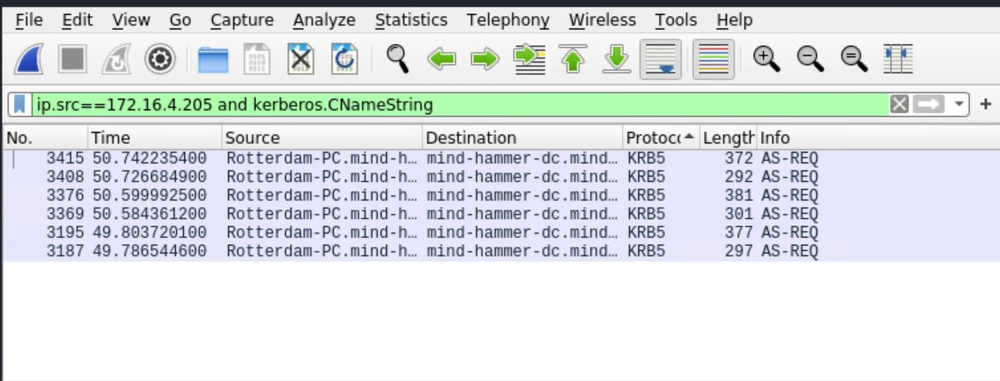 File Edit View Go Capture Analyze Statistics Telephony Wireless Tools Help
ip.src==172.16.4.205 and kerberos.CNameString
No. Time Source Destination Protoc Length Info
3415 50.742235400 Rotterdam-PC.mind-h… mind-hammer-dc.mind… KRB5 372 AS-REQ
3408 50.726684900 Rotterdam-PC.mind-h… mind-hammer-dc.mind… KRB5 292 AS-REQ
3376 50.599992500 Rotterdam-PC.mind-h… mind-hammer-dc.mind… KRB5 381 AS-REQ
3369 50.584361200 Rotterdam-PC.mind-h… mind-hammer-dc.mind… KRB5 301 AS-REQ
3195 49.803720100 Rotterdam-PC.mind-h… mind-hammer-dc.mind… KRB5 377 AS-REQ
3187 49.786544600 Rotterdam-PC.mind-h… mind-hammer-dc.mind… KRB5 297 AS-REQ